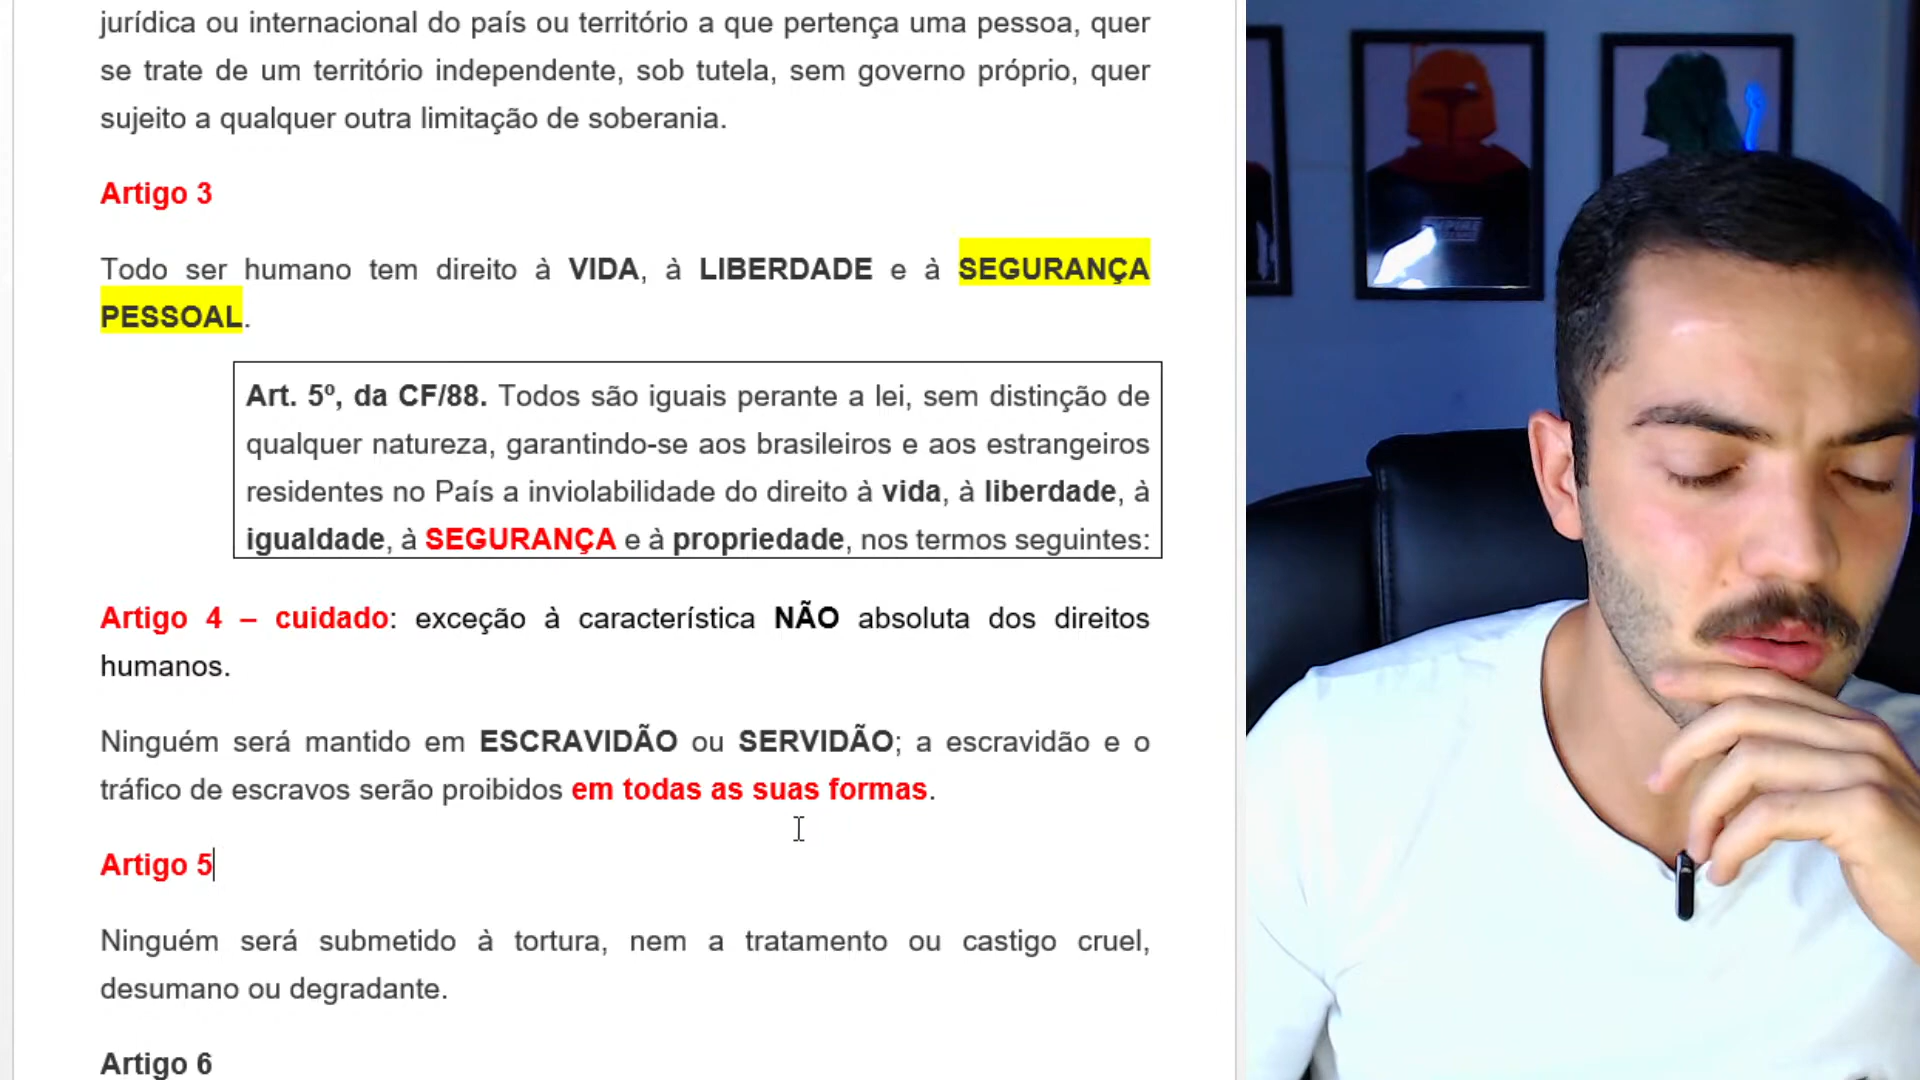 jurídica ou internacional do país ou território a que pertença uma pessoa, quer
se trate de um território independente, sob tutela, sem governo próprio, quer
sujeito a qualquer outra limitação de soberania.
Artigo 3
Todo ser humano tem direito à VIDA, à LIBERDADE e à SEGURANÇA
PESSOAL.
Art. 5º, da CF/88. Todos são iguais perante a lei, sem distinção de
qualquer natureza, garantindo-se aos brasileiros e aos estrangeiros
residentes no País a inviolabilidade do direito à vida, à liberdade, à
igualdade, à SEGURANÇA e à propriedade, nos termos seguintes:
Artigo 4 – cuidado: exceção à característica NÃO absoluta dos direitos
humanos.
Ninguém será mantido em ESCRAVIDÃO ou SERVIDÃO; a escravidão e o
tráfico de escravos serão proibidos em todas as suas formas.
Artigo 5
Ninguém será submetido à tortura, nem a tratamento ou castigo cruel,
desumano ou degradante.
Artigo 6